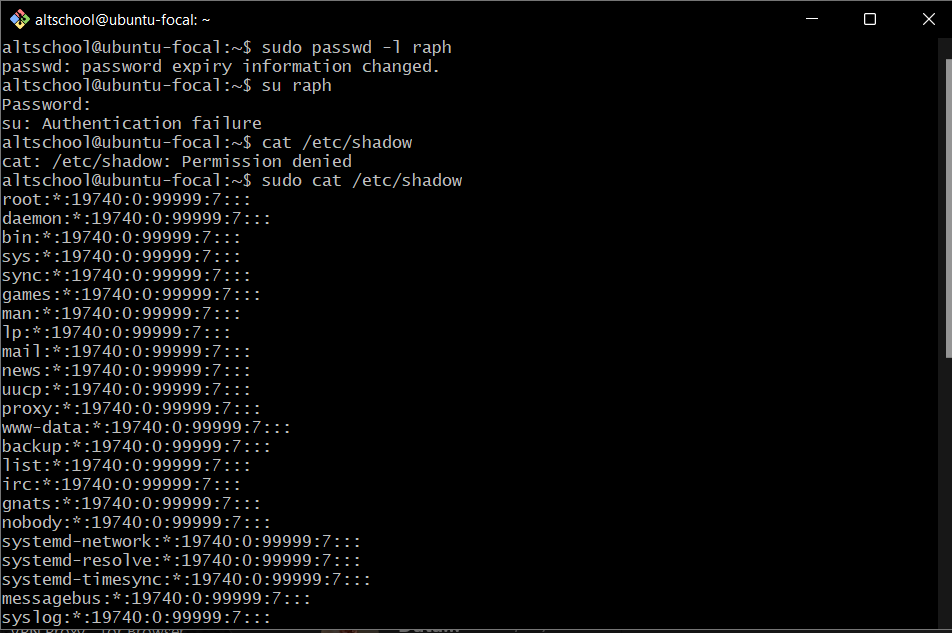 altschool@ubuntu-focal: ~
altschool@ubuntu-focal:~$ sudo passwd -l raph
passwd: password expiry information changed.
altschool@ubuntu-focal:~$ su raph
Password:
su: Authentication failure
altschool@ubuntu-focal:~$ cat /etc/shadow
cat: /etc/shadow: Permission denied
altschool@ubuntu-focal:~$ sudo cat /etc/shadow
root:*:19740:0:99999:7:::
daemon:*:19740:0:99999:7:::
bin:*:19740:0:99999:7:::
sys:*:19740:0:99999:7:::
sync:*:19740:0:99999:7:::
games:*:19740:0:99999:7:::
man:*:19740:0:99999:7:::
lp:*:19740:0:99999:7:::
mail:*:19740:0:99999:7:::
news:*:19740:0:99999:7:::
uucp:*:19740:0:99999:7:::
proxy:*:19740:0:99999:7:::
www-data:*:19740:0:99999:7:::
backup:*:19740:0:99999:7:::
list:*:19740:0:99999:7:::
irc:*:19740:0:99999:7:::
gnats:*:19740:0:99999:7:::
nobody:*:19740:0:99999:7:::
systemd-network:*:19740:0:99999:7:::
systemd-resolve:*:19740:0:99999:7:::
systemd-timesync:*:19740:0:99999:7:::
messagebus:*:19740:0:99999:7:::
syslog:*:19740:0:99999:7:::